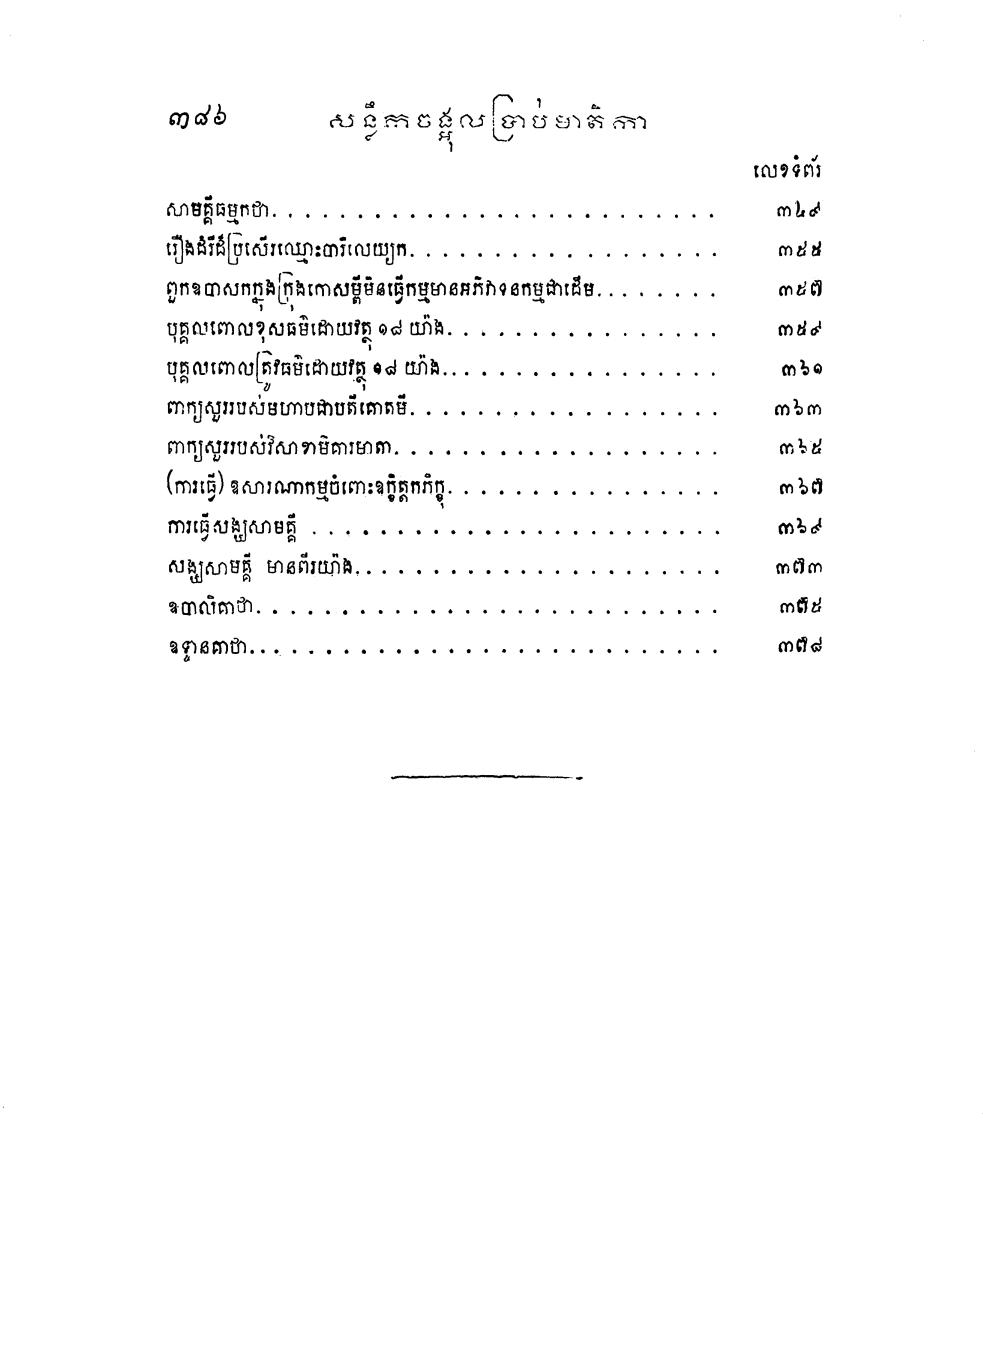 ៣៨៦ សន្លឹកចង្អុលប្រាប់មាតិកា
លេខទំព័រ
សាមគ្គីធម្មកថា. . . . . . . . . . . . . . . . . . . . . . . . . . ៣៤៩
រឿងដំរីដ៏ប្រសើរឈ្មោះបារិលេយ្យក. . . . . . . . . . . . . . . . . . . ៣៥៥
ពួកឧបាសកក្នុងក្រុងកោសម្ពីមិនធ្វើកម្មមានអភិវាទនកម្មជាដើម. . . . . . . . ៣៥៧
បុគ្គលពោលខុសធម៌ដោយវត្ថុ ១៨ យ៉ាង. . . . . . . . . . . . . . . . . ៣៥៩
បុគ្គលពោលត្រូវធម៌ដោយវត្ថុ ១៨ យ៉ាង. . . . . . . . . . . . . . . . . ៣៦១
ពាក្យសួររបស់មហាបជាបតីគោតមី. . . . . . . . . . . . . . . . . . . ៣៦៣
ពាក្យសួររបស់វិសាខាមិគារមាតា. . . . . . . . . . . . . . . . . . . . ៣៦៥
(ការធ្វើ) ឧសារណាកម្មចំពោះឧក្ខិត្តកភិក្ខុ. . . . . . . . . . . . . . . . . ៣៦៧
ការធ្វើសង្ឃសាមគ្គី . . . . . . . . . . . . . . . . . . . . . . . . ៣៦៩
សង្ឃសាមគ្គី មានពីរយ៉ាង. . . . . . . . . . . . . . . . . . . . . . ៣៧៣
ឧបាលិគាថា. . . . . . . . . . . . . . . . . . . . . . . . . . . ៣៧៥
ឧទ្ទានគាថា. . . . . . . . . . . . . . . . . . . . . . . . . . . ៣៧៨